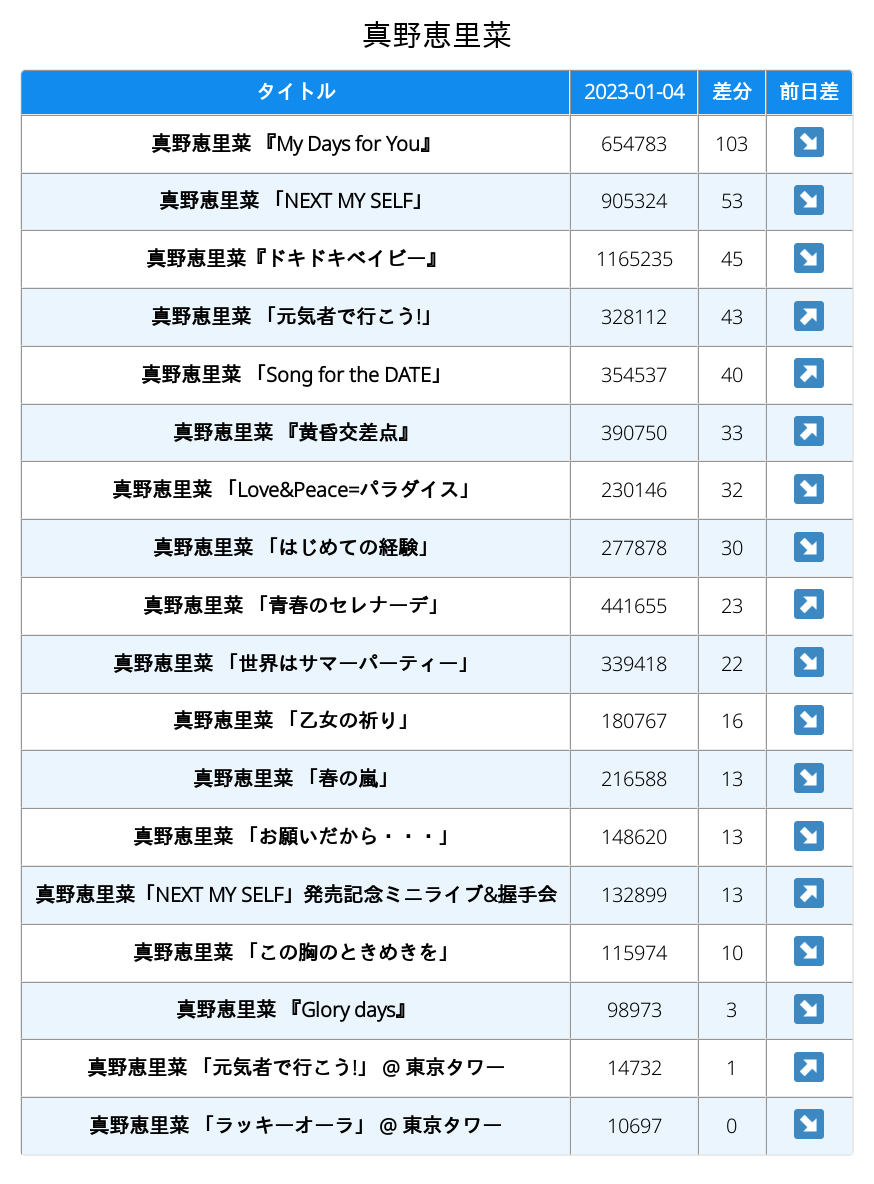 真野恵里菜
タイトル 2023-01-04 差分 前日差
真野恵里菜 『My Days for You』 654783 103 ↘
真野恵里菜 「NEXT MY SELF」 905324 53 ↘
真野恵里菜『ドキドキベイビー』 1165235 45 ↘
真野恵里菜 「元気者で行こう!」 328112 43 ↗
真野恵里菜 「Song for the DATE」 354537 40 ↗
真野恵里菜 『黄昏交差点』 390750 33 ↗
真野恵里菜 「Love&Peace=パラダイス」 230146 32 ↘
真野恵里菜 「はじめての経験」 277878 30 ↘
真野恵里菜 「青春のセレナーデ」 441655 23 ↗
真野恵里菜 「世界はサマーパーティー」 339418 22 ↘
真野恵里菜 「乙女の祈り」 180767 16 ↘
真野恵里菜 「春の嵐」 216588 13 ↘
真野恵里菜 「お願いだから・・・」 148620 13 ↘
真野恵里菜「NEXT MY SELF」発売記念ミニライブ&握手会 132899 13 ↗
真野恵里菜 「この胸のときめきを」 115974 10 ↘
真野恵里菜 『Glory days』 98973 3 ↘
真野恵里菜 「元気者で行こう!」 @ 東京タワー 14732 1 ↗
真野恵里菜 「ラッキーオーラ」 @ 東京タワー 10697 0 ↘